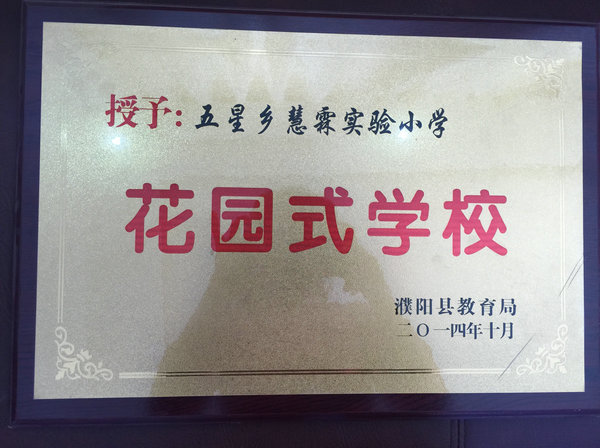 授予:五星乡慧霖实验小学
花园式学校
濮阳县教育局
二〇一四年十月